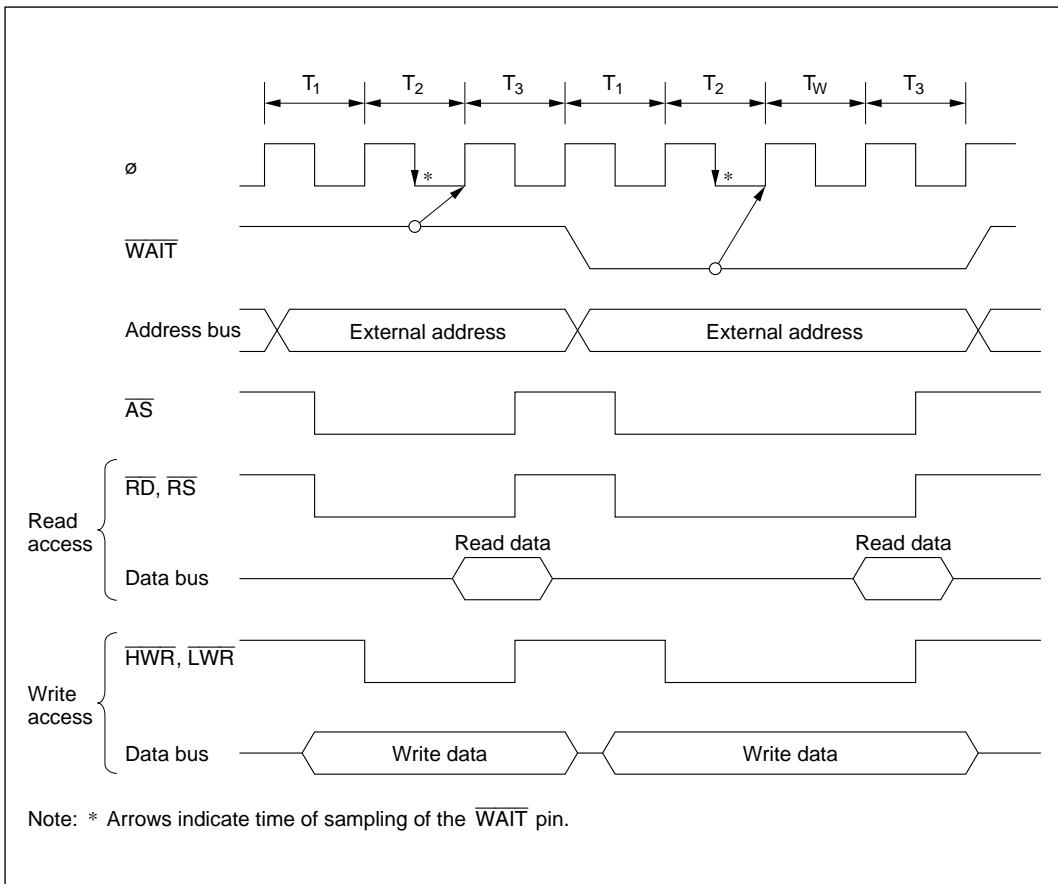 T1 T2 T3 T1 T2 TW T3
ø
* *
WAIT
Address bus External address External address
AS
Read access
RD, RS
Read data Read data
Data bus
Write access
HWR, LWR
Data bus Write data Write data
Note: * Arrows indicate time of sampling of the WAIT pin.